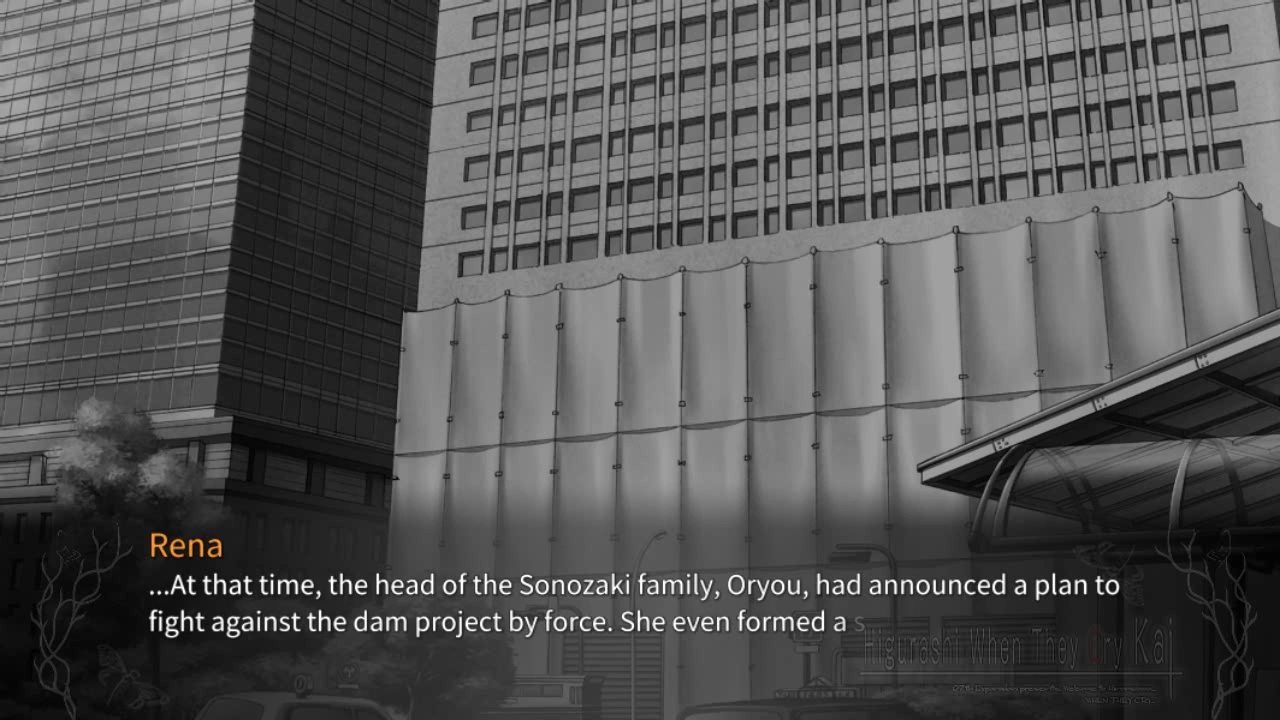 Rena
...At that time, the head of the Sonozaki family, Oryou, had announced a plan to
fight against the dam project by force. She even formed a s
Higurashi When They Cry Kai